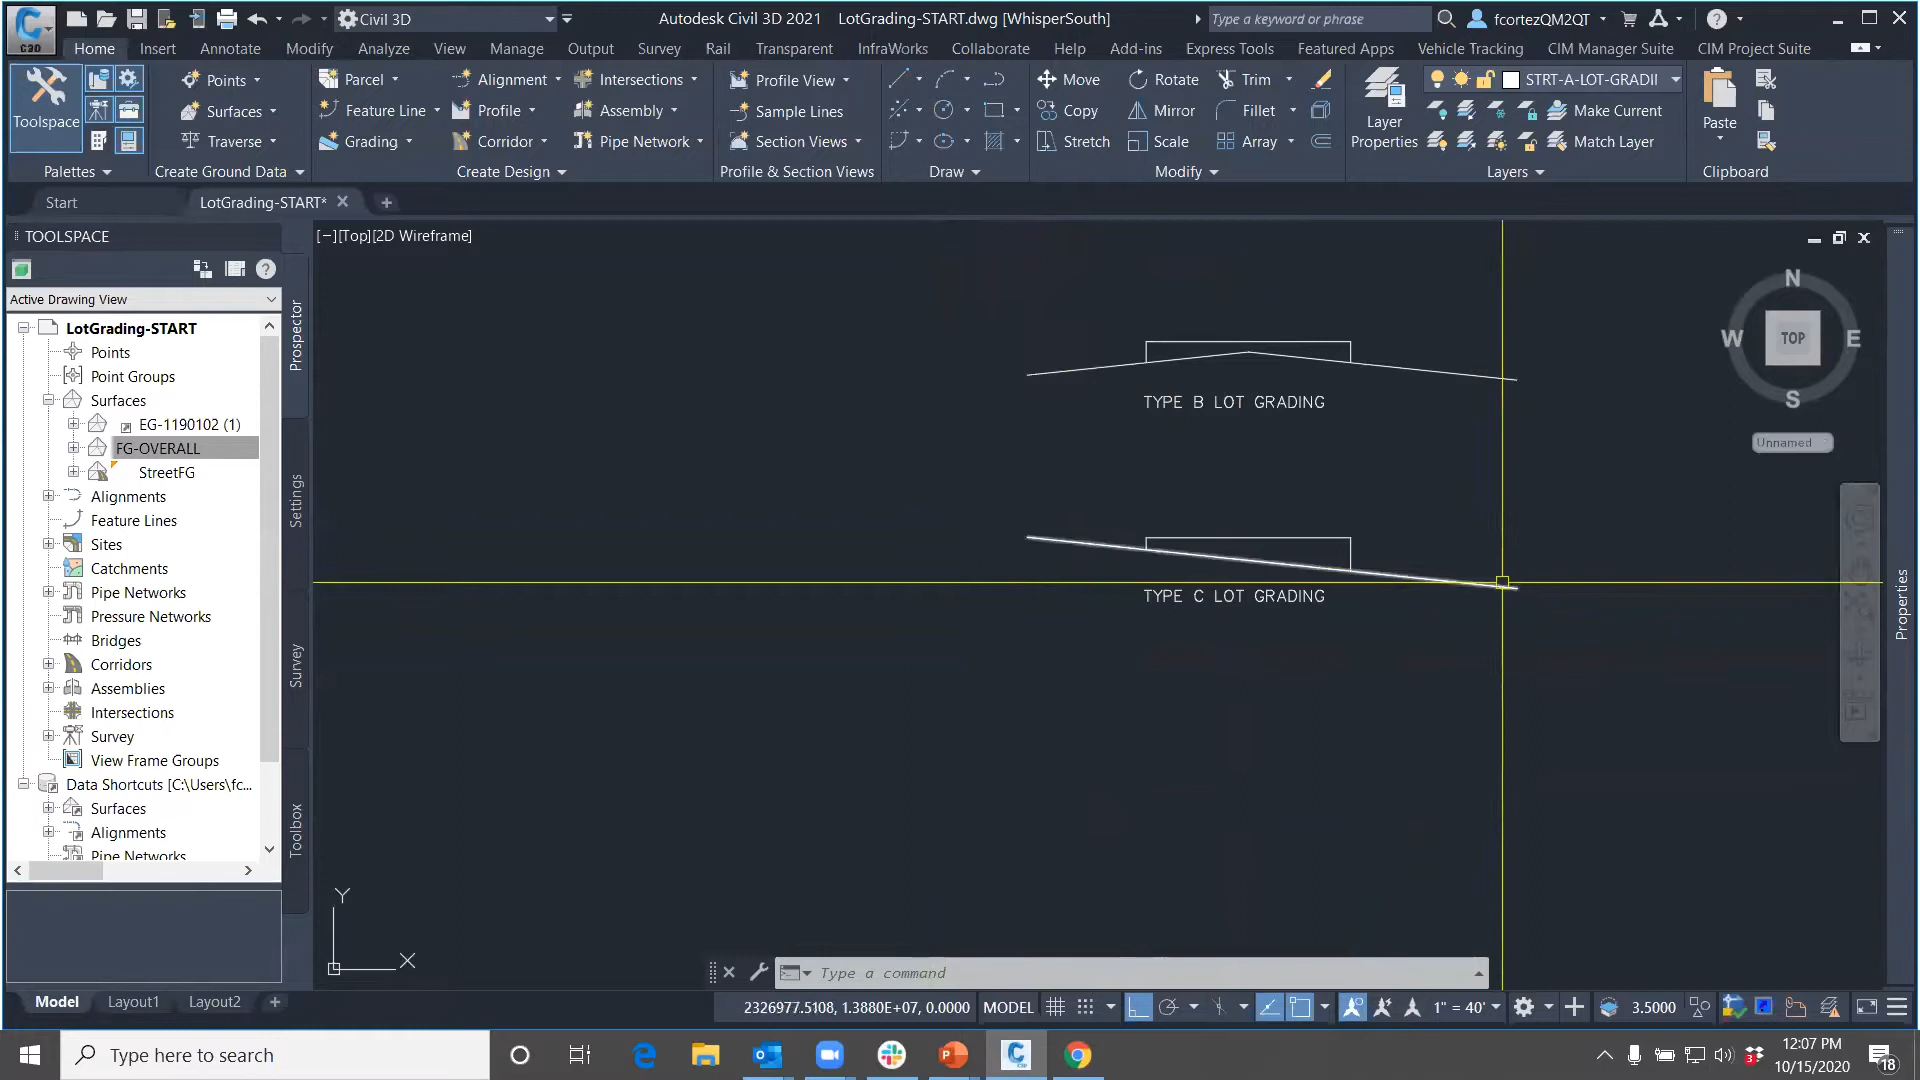 C3D
Civil 3D
Autodesk Civil 3D 2021 LotGrading-START.dwg [WhisperSouth]
Type a keyword or phrase
fcortezQM2QT
Home Insert Annotate Modify Analyze View Manage Output Survey Rail Transparent InfraWorks Collaborate Help Add-ins Express Tools Featured Apps Vehicle Tracking CIM Manager Suite CIM Project Suite
Points Parcel Alignment Intersections Profile View Move Rotate Trim STRT-A-LOT-GRADII
Surfaces Feature Line Profile Assembly Sample Lines Copy Mirror Fillet Make Current
Toolspace Layer Properties Paste
Traverse Grading Corridor Pipe Network Section Views Stretch Scale Array Match Layer
Palettes Create Ground Data Create Design Profile & Section Views Draw Modify Layers Clipboard
Start LotGrading-START*
TOOLSPACE
[−][Top][2D Wireframe]
Active Drawing View
LotGrading-START
Points
Point Groups
Surfaces
EG-1190102 (1)
FG-OVERALL
StreetFG
Alignments
Feature Lines
Sites
Catchments
Pipe Networks
Pressure Networks
Bridges
Corridors
Assemblies
Intersections
Survey
View Frame Groups
Data Shortcuts [C:\Users\fc...
Surfaces
Alignments
Pipe Networks
Prospector
Settings
Survey
Toolbox
TYPE B LOT GRADING
TYPE C LOT GRADING
N
W TOP E
S
Unnamed
Properties
Y
X
Type a command
Model Layout1 Layout2
2326977.5108, 1.3880E+07, 0.0000 MODEL 1" = 40' 3.5000
Type here to search
12:07 PM
10/15/2020
3
18